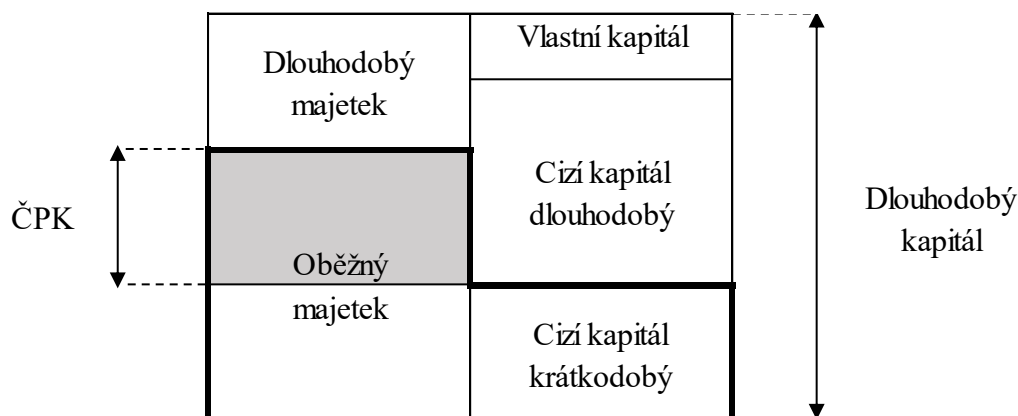 Vlastní kapitál
Dlouhodobý
majetek
Cizí kapitál
dlouhodobý
ČPK
Dlouhodobý
kapitál
Oběžný
majetek
Cizí kapitál
krátkodobý